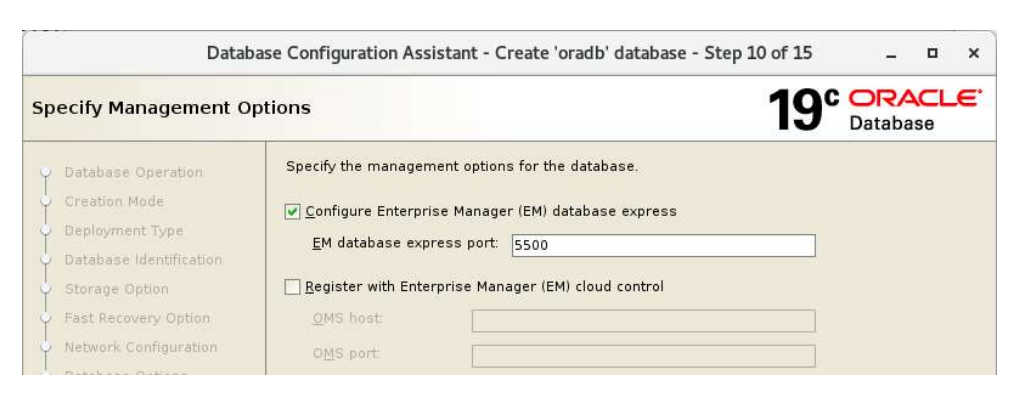 Database Configuration Assistant - Create 'oradb' database - Step 10 of 15
Specify Management Options
19c ORACLE
Database
Database Operation
Creation Mode
Deployment Type
Database Identification
Storage Option
Fast Recovery Option
Network Configuration
Database Options
Specify the management options for the database.
Configure Enterprise Manager (EM) database express
EM database express port: 5500
Register with Enterprise Manager (EM) cloud control
OMS host:
OMS port: